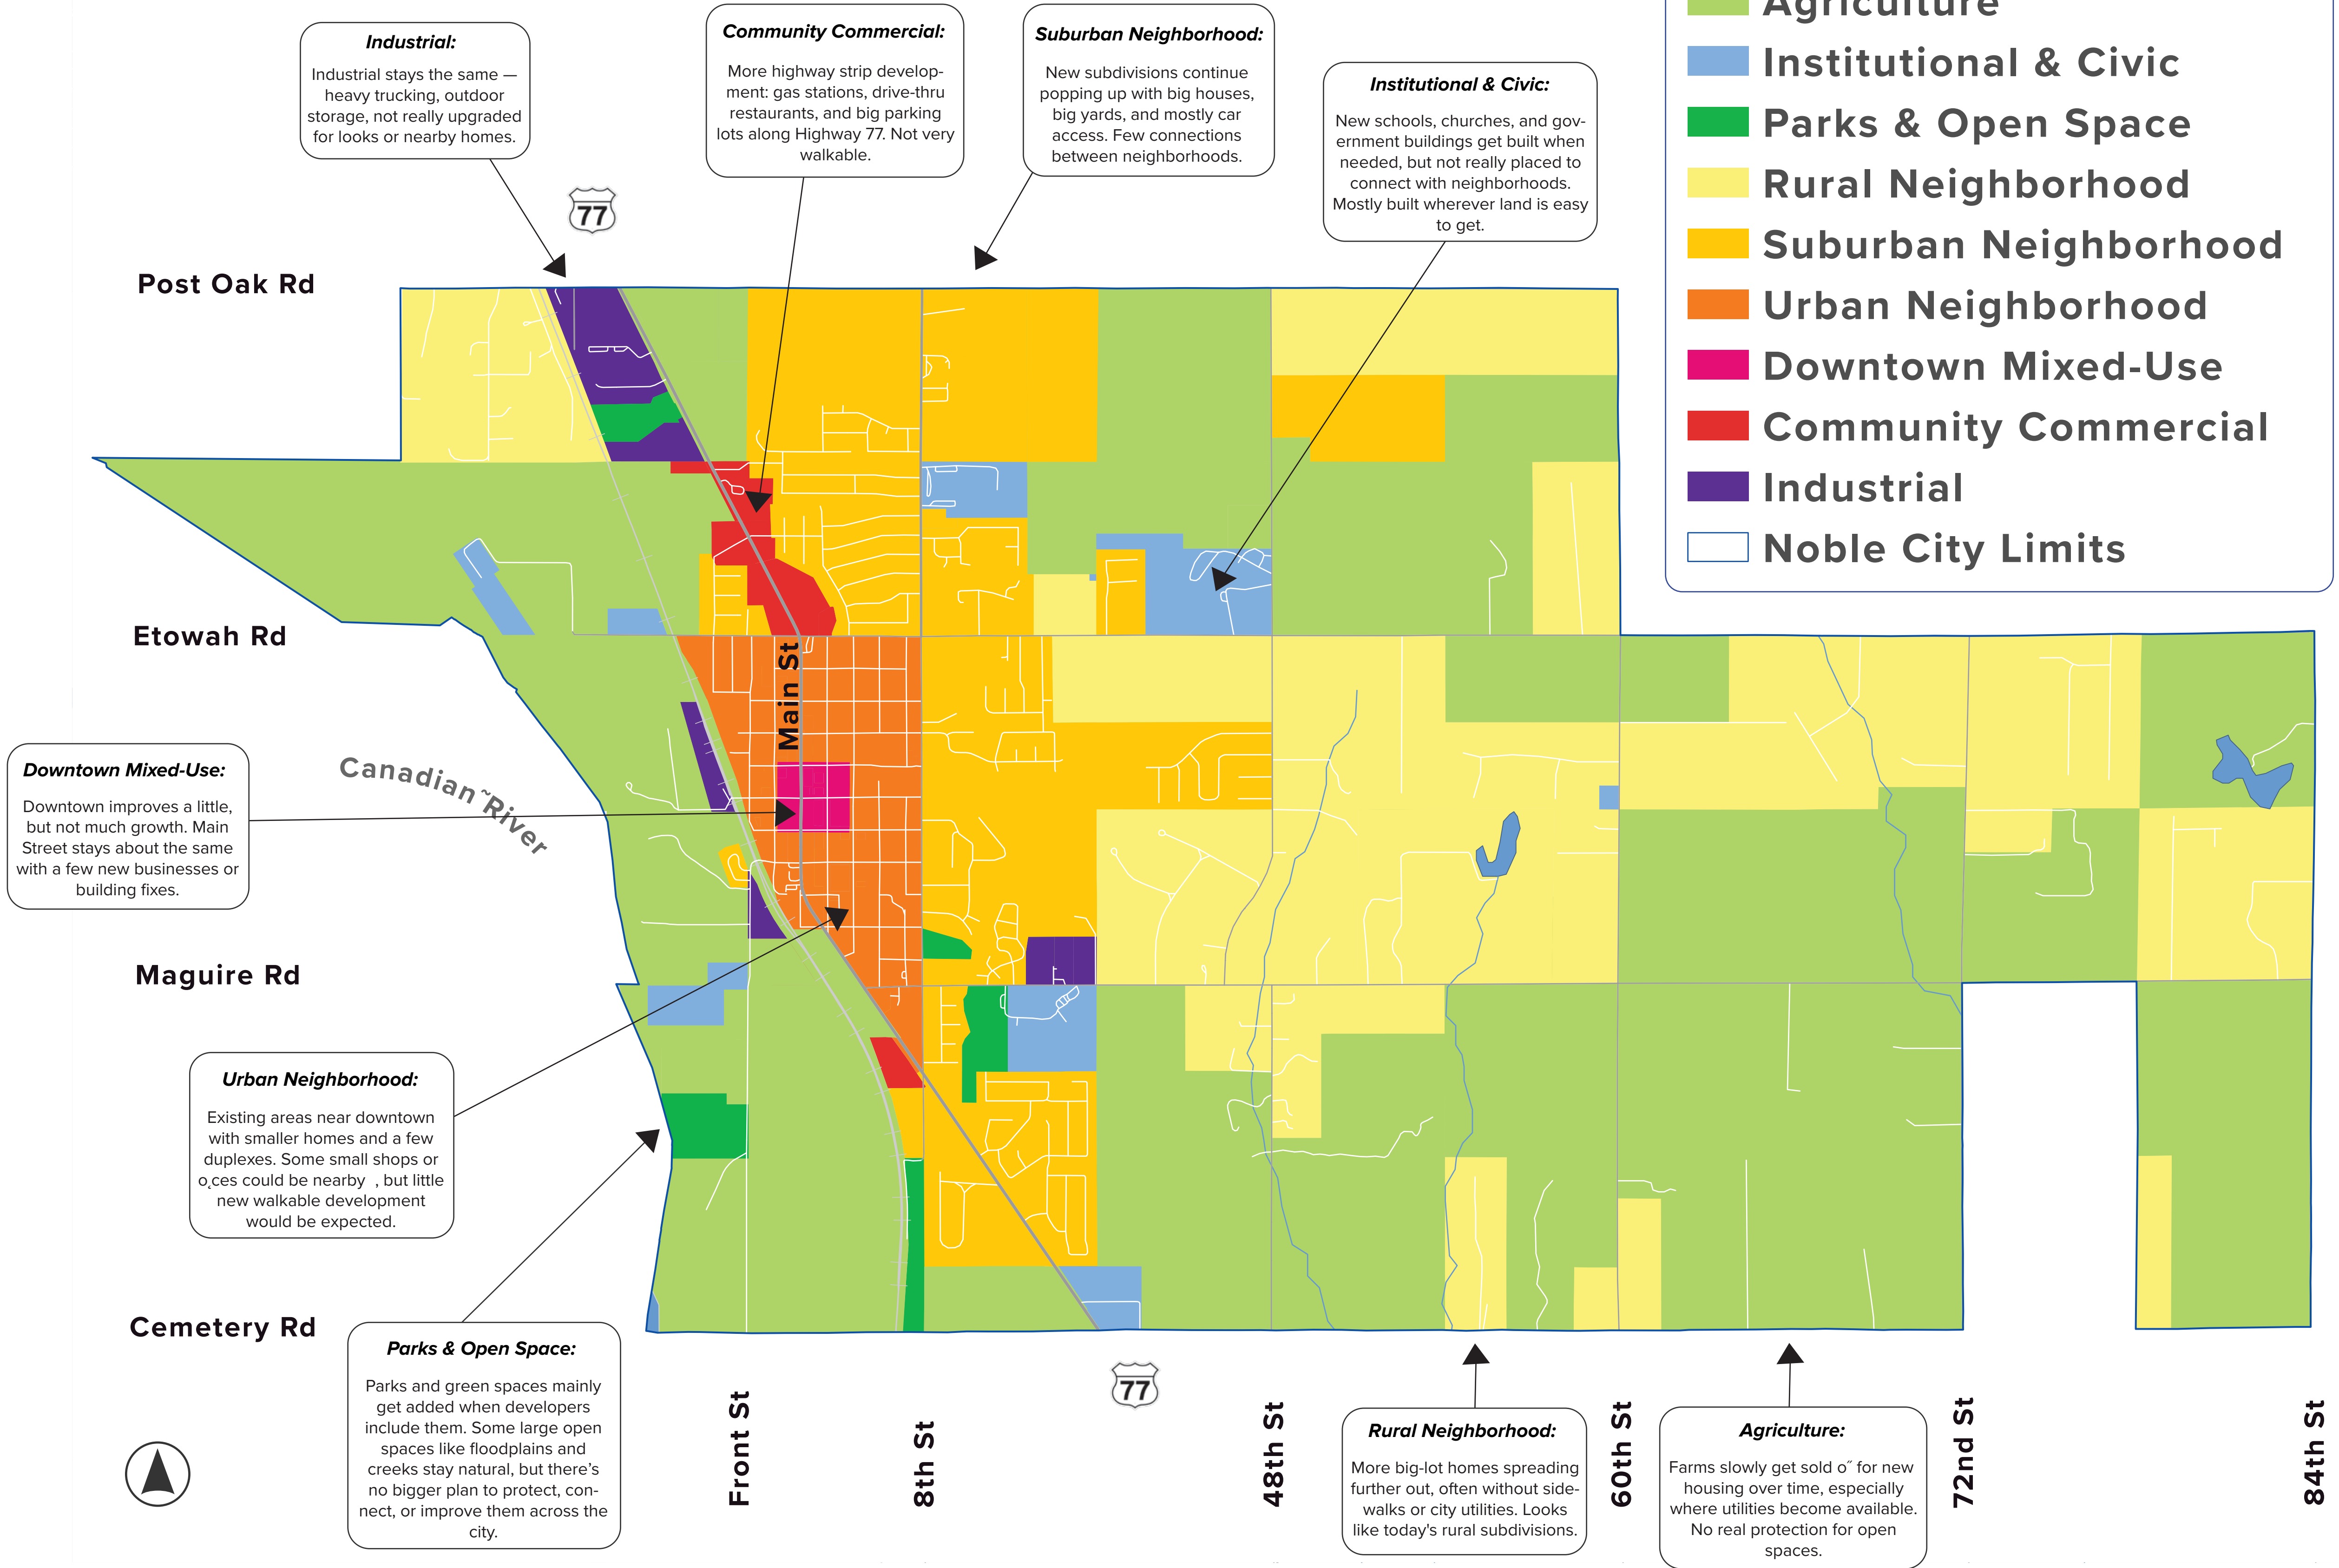 Industrial:
Industrial stays the same —
heavy trucking, outdoor
storage, not really upgraded
for looks or nearby homes.
Community Commercial:
More highway strip develop-
ment: gas stations, drive-thru
restaurants, and big parking
lots along Highway 77. Not very
walkable.
Suburban Neighborhood:
New subdivisions continue
popping up with big houses,
big yards, and mostly car
access. Few connections
between neighborhoods.
Institutional & Civic:
New schools, churches, and gov-
ernment buildings get built when
needed, but not really placed to
connect with neighborhoods.
Mostly built wherever land is easy
to get.
Agriculture
Institutional & Civic
Parks & Open Space
Rural Neighborhood
Suburban Neighborhood
Urban Neighborhood
Downtown Mixed-Use
Community Commercial
Industrial
Noble City Limits
77
Post Oak Rd
Etowah Rd
Main St
Canadian ˜River
Downtown Mixed-Use:
Downtown improves a little,
but not much growth. Main
Street stays about the same
with a few new businesses or
building fixes.
Maguire Rd
Urban Neighborhood:
Existing areas near downtown
with smaller homes and a few
duplexes. Some small shops or
o˛ces could be nearby , but little
new walkable development
would be expected.
Cemetery Rd
Parks & Open Space:
Parks and green spaces mainly
get added when developers
include them. Some large open
spaces like floodplains and
creeks stay natural, but there's
no bigger plan to protect, con-
nect, or improve them across the
city.
Front St
8th St
77
48th St
Rural Neighborhood:
More big-lot homes spreading
further out, often without side-
walks or city utilities. Looks
like today's rural subdivisions.
60th St
Agriculture:
Farms slowly get sold o˝ for new
housing over time, especially
where utilities become available.
No real protection for open
spaces.
72nd St
84th St